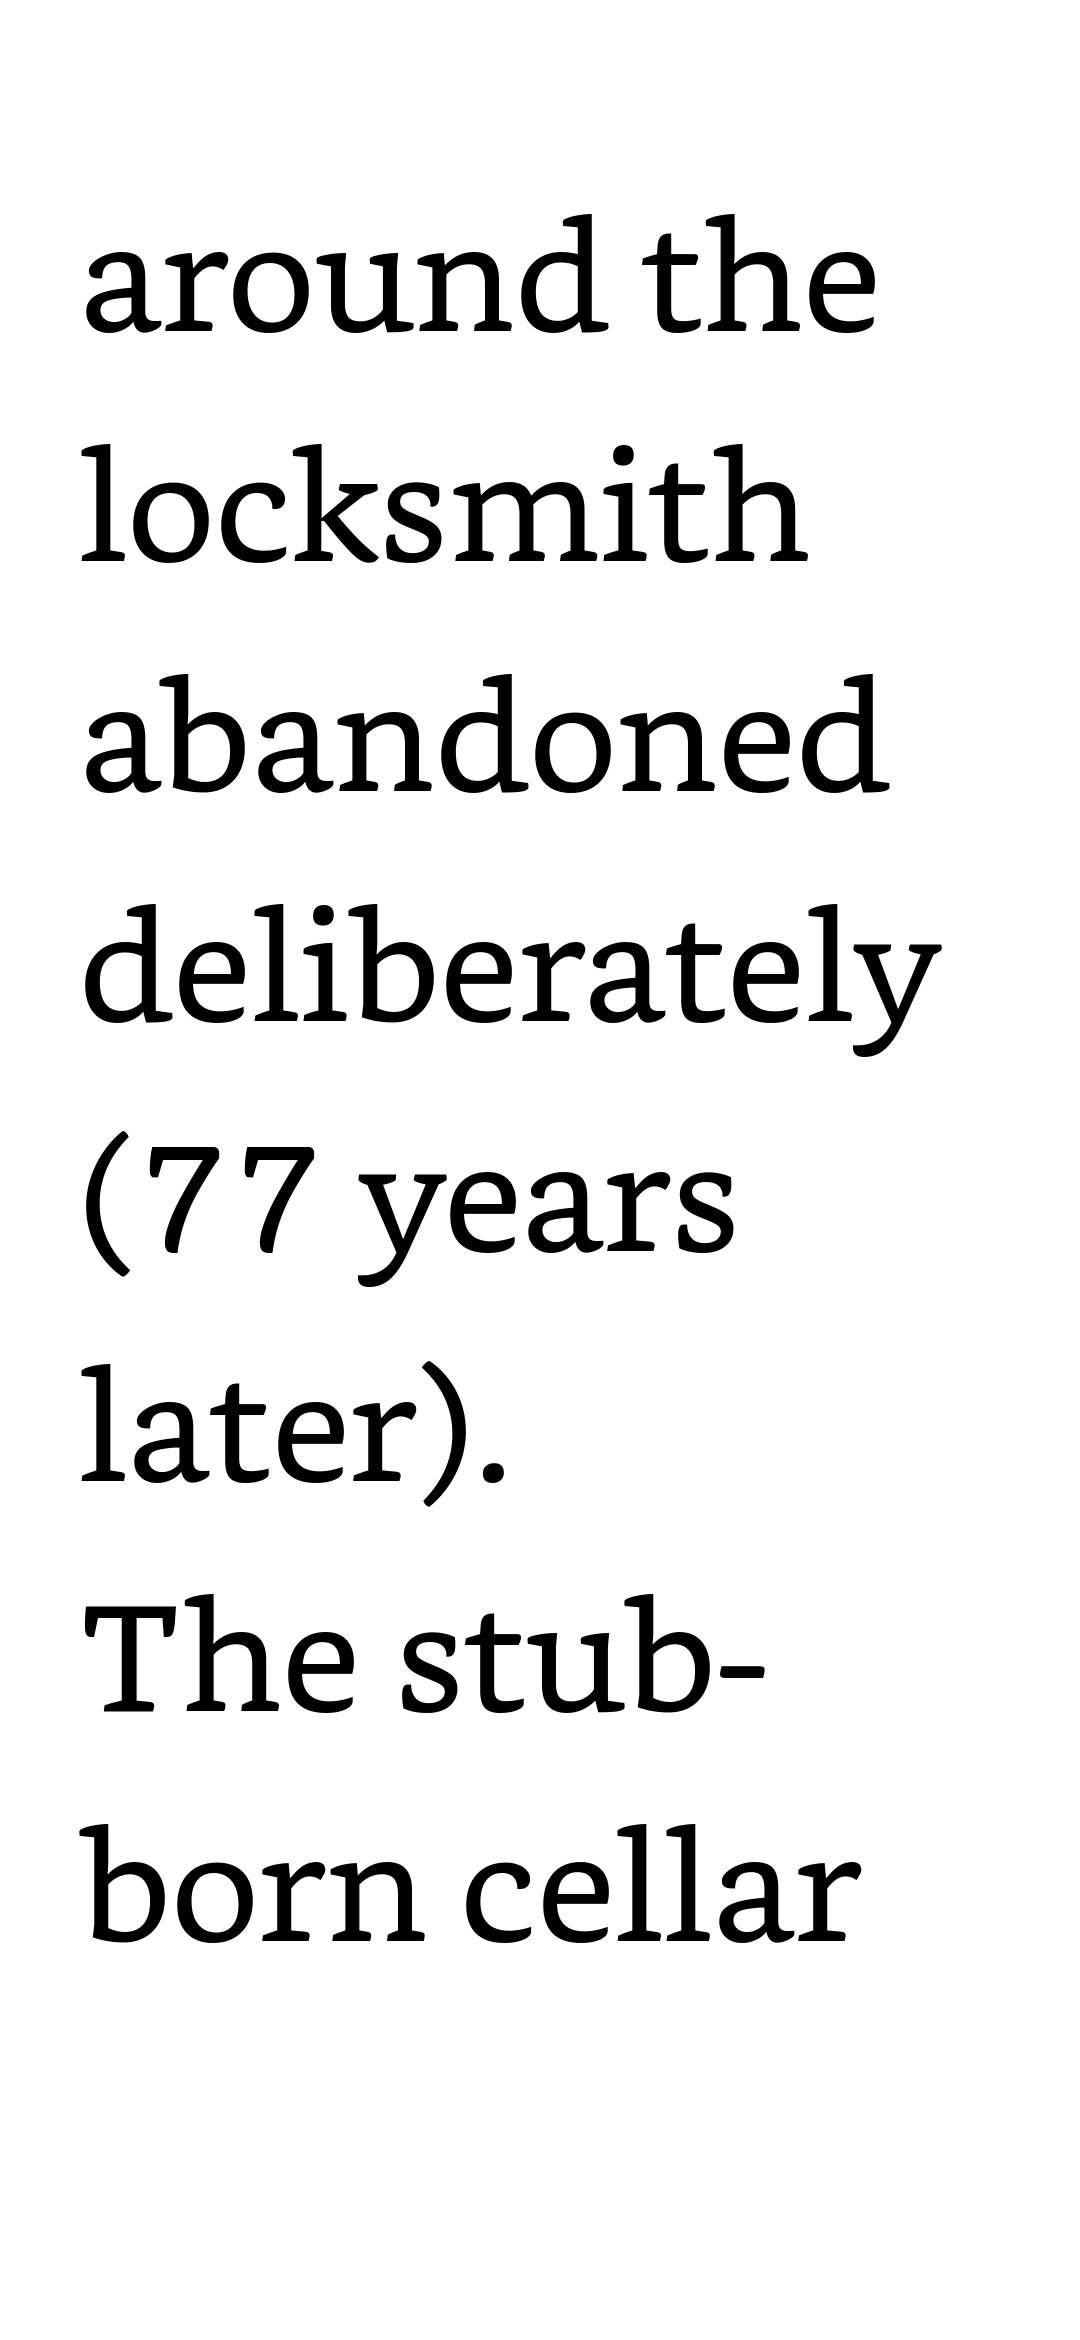 around the
locksmith
abandoned
deliberately
(77 years
later).
The stub-
born cellar